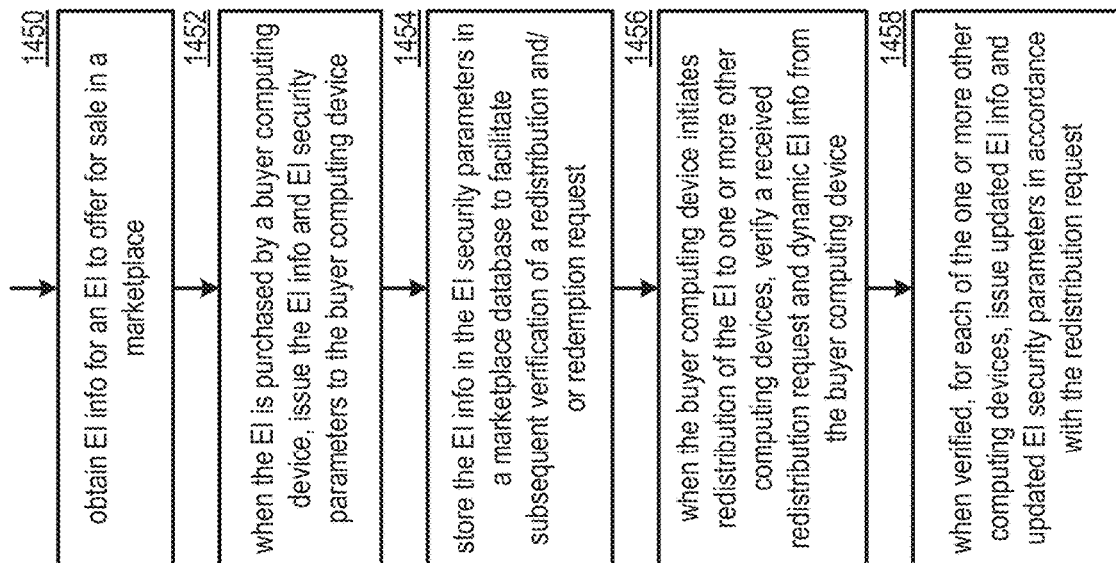 1450
obtain EI info for an EI to offer for sale in a
marketplace
1452
when the EI is purchased by a buyer computing
device, issue the EI info and EI security
parameters to the buyer computing device
1454
store the EI info in the EI security parameters in
a marketplace database to facilitate
subsequent verification of a redistribution and/
or redemption request
1456
when the buyer computing device initiates
redistribution of the EI to one or more other
computing devices, verify a received
redistribution request and dynamic EI info from
the buyer computing device
1458
when verified, for each of the one or more other
computing devices, issue updated EI info and
updated EI security parameters in accordance
with the redistribution request